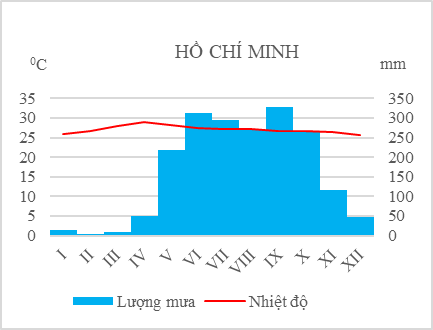 HỒ CHÍ MINH
⁰C mm
35 350
30 300
25 250
20 200
15 150
10 100
5 50
0 0
I II III IV V VI VII VIII IX X XI XII
Lượng mưa Nhiệt độ